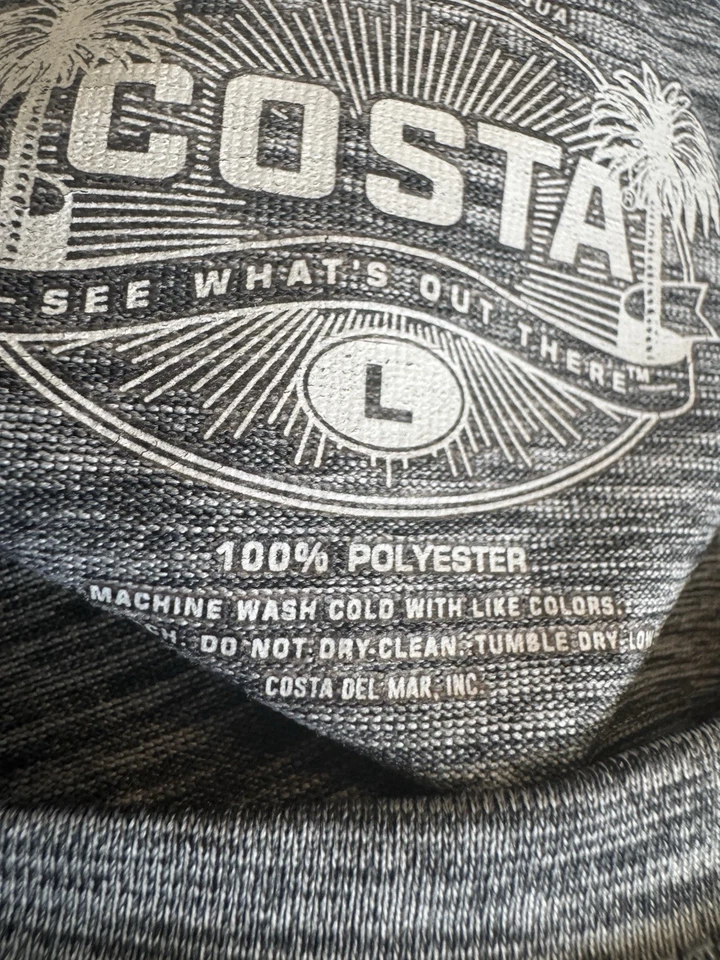 COSTA®
SEE WHAT'S OUT THERE™
L
100% POLYESTER
MACHINE WASH COLD WITH LIKE COLORS.
DO NOT DRY-CLEAN. TUMBLE DRY LOW
COSTA DEL MAR, INC.